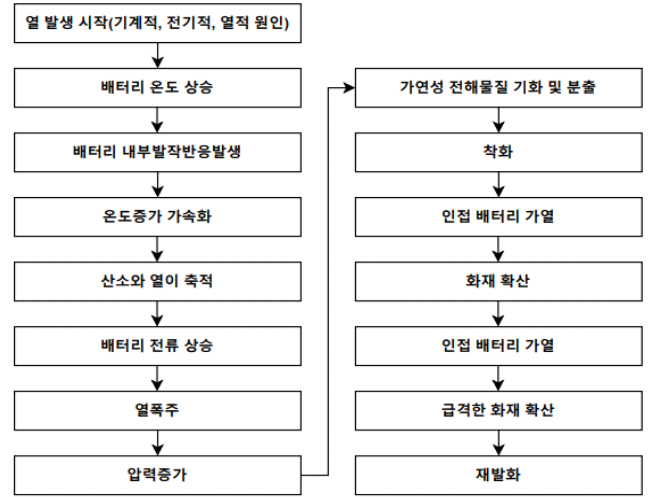 열 발생 시작(기계적, 전기적, 열적 원인)
배터리 온도 상승
배터리 내부발작반응발생
온도증가 가속화
산소와 열이 축적
배터리 전류 상승
열폭주
압력증가
가연성 전해물질 기화 및 분출
착화
인접 배터리 가열
화재 확산
인접 배터리 가열
급격한 화재 확산
재발화